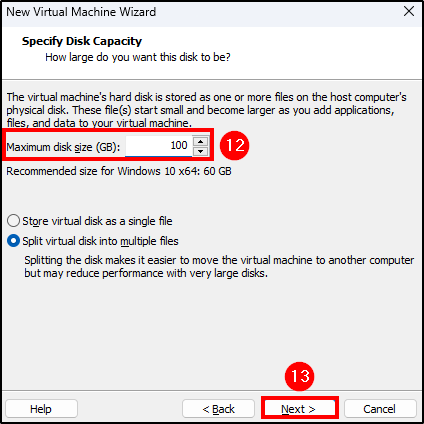 New Virtual Machine Wizard
Specify Disk Capacity
How large do you want this disk to be?
The virtual machine's hard disk is stored as one or more files on the host computer's
physical disk. These file(s) start small and become larger as you add applications,
files, and data to your virtual machine.
Maximum disk size (GB): 100 12
Recommended size for Windows 10 x64: 60 GB
Store virtual disk as a single file
Split virtual disk into multiple files
Splitting the disk makes it easier to move the virtual machine to another computer
but may reduce performance with very large disks.
13
Help < Back Next > Cancel